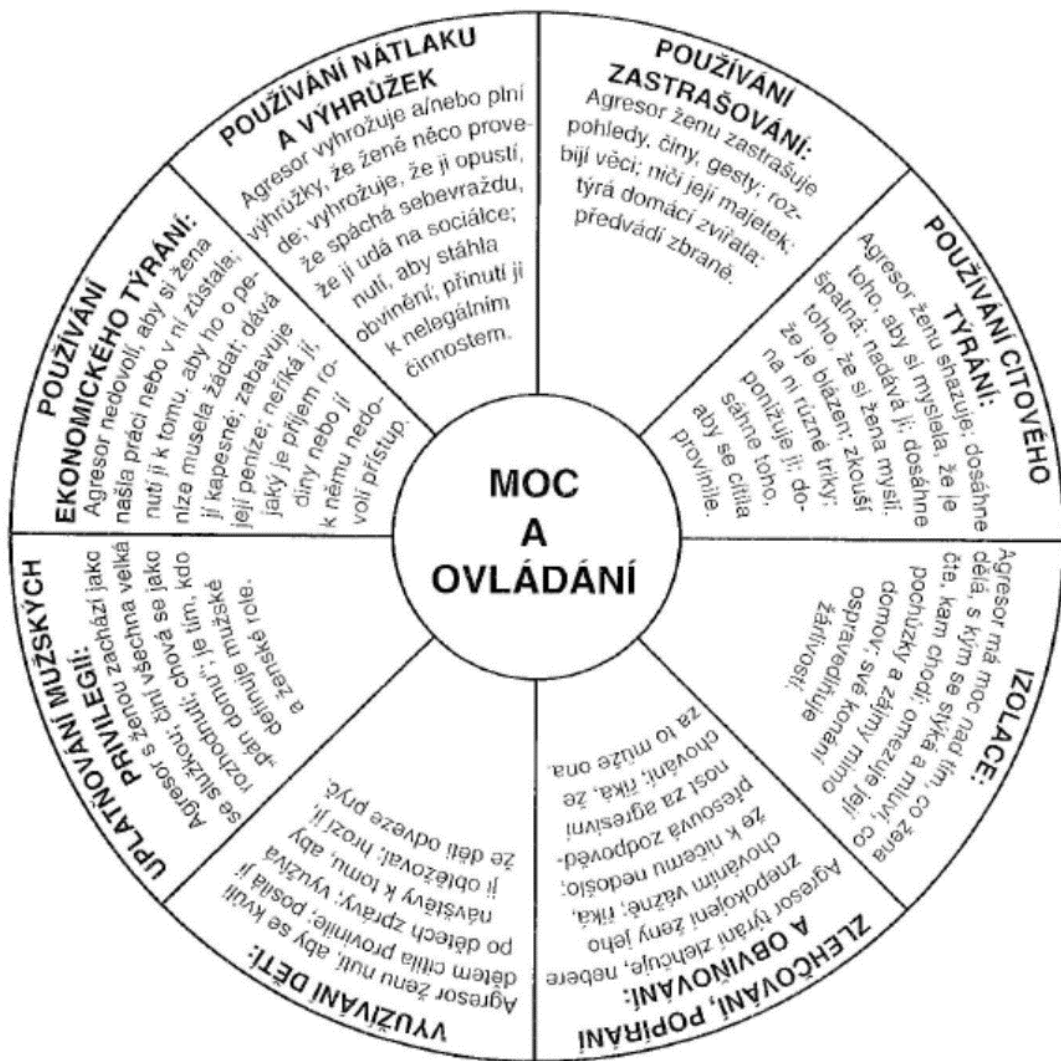 POUŽÍVÁNÍ NÁTLAKU
A VÝHRŮŽEK
Agresor vyhrožuje a/nebo plní
výhrůžky, že ženě něco prove-
de; vyhrožuje, že ji opustí,
že spáchá sebevraždu,
že ji udá na sociálce;
nutí, aby stáhla
obvinění; přinutí ji
k nelegálním
činnostem.
POUŽÍVÁNÍ
ZASTRAŠOVÁNÍ:
Agresor ženu zastrašuje
pohledy, činy, gesty; roz-
bíjí věci; ničí její majetek;
týrá domácí zvířata;
předvádí zbraně.
POUŽÍVÁNÍ CITOVÉHO
TÝRÁNÍ:
Agresor ženu shazuje; dosáhne
toho, aby si myslela, že je
špatná; nadává jí; dosáhne
toho, že si žena myslí,
že je blázen; zkouší
na ni různé triky;
ponižuje ji; do-
sáhne toho,
aby se cítila
provinile.
IZOLACE:
Agresor má moc nad tím, co žena
dělá, s kým se stýká a mluví, co
čte, kam chodí; omezuje její
pochůzky a zájmy mimo
domov; své konání
ospravedlňuje
žárlivostí;
ZLEHČOVÁNÍ, POPÍRÁNÍ
A OBVIŇOVÁNÍ:
Agresor týrání zlehčuje, nebere
znepokojení ženy jeho
chováním vážně; říká,
že k ničemu nedošlo;
přesouvá zodpověd-
nost za agresivní
chování; říká, že
za to může ona.
VYUŽÍVÁNÍ DĚTÍ:
Agresor ženu nutí, aby se kvůli
dětem cítila provinile; posílá jí
po dětech zprávy; využívá
návštěvy k tomu, aby
ji obtěžoval; hrozí jí,
že děti odveze pryč.
UPLATŇOVÁNÍ MUŽSKÝCH
PRIVILEGIÍ:
Agresor s ženou zachází jako
se služkou; činí všechna velká
rozhodnutí; chová se jako
„pán domu“; je tím, kdo
definuje mužské
a ženské role.
POUŽÍVÁNÍ
EKONOMICKÉHO TÝRÁNÍ:
Agresor nedovolí, aby si žena
našla práci nebo v ní zůstala;
nutí ji k tomu, aby ho o pe-
níze musela žádat; dává
jí kapesné; zabavuje
její peníze; neříká jí,
jaký je příjem ro-
diny nebo jí
k němu nedo-
volí přístup.
MOC
A
OVLÁDÁNÍ